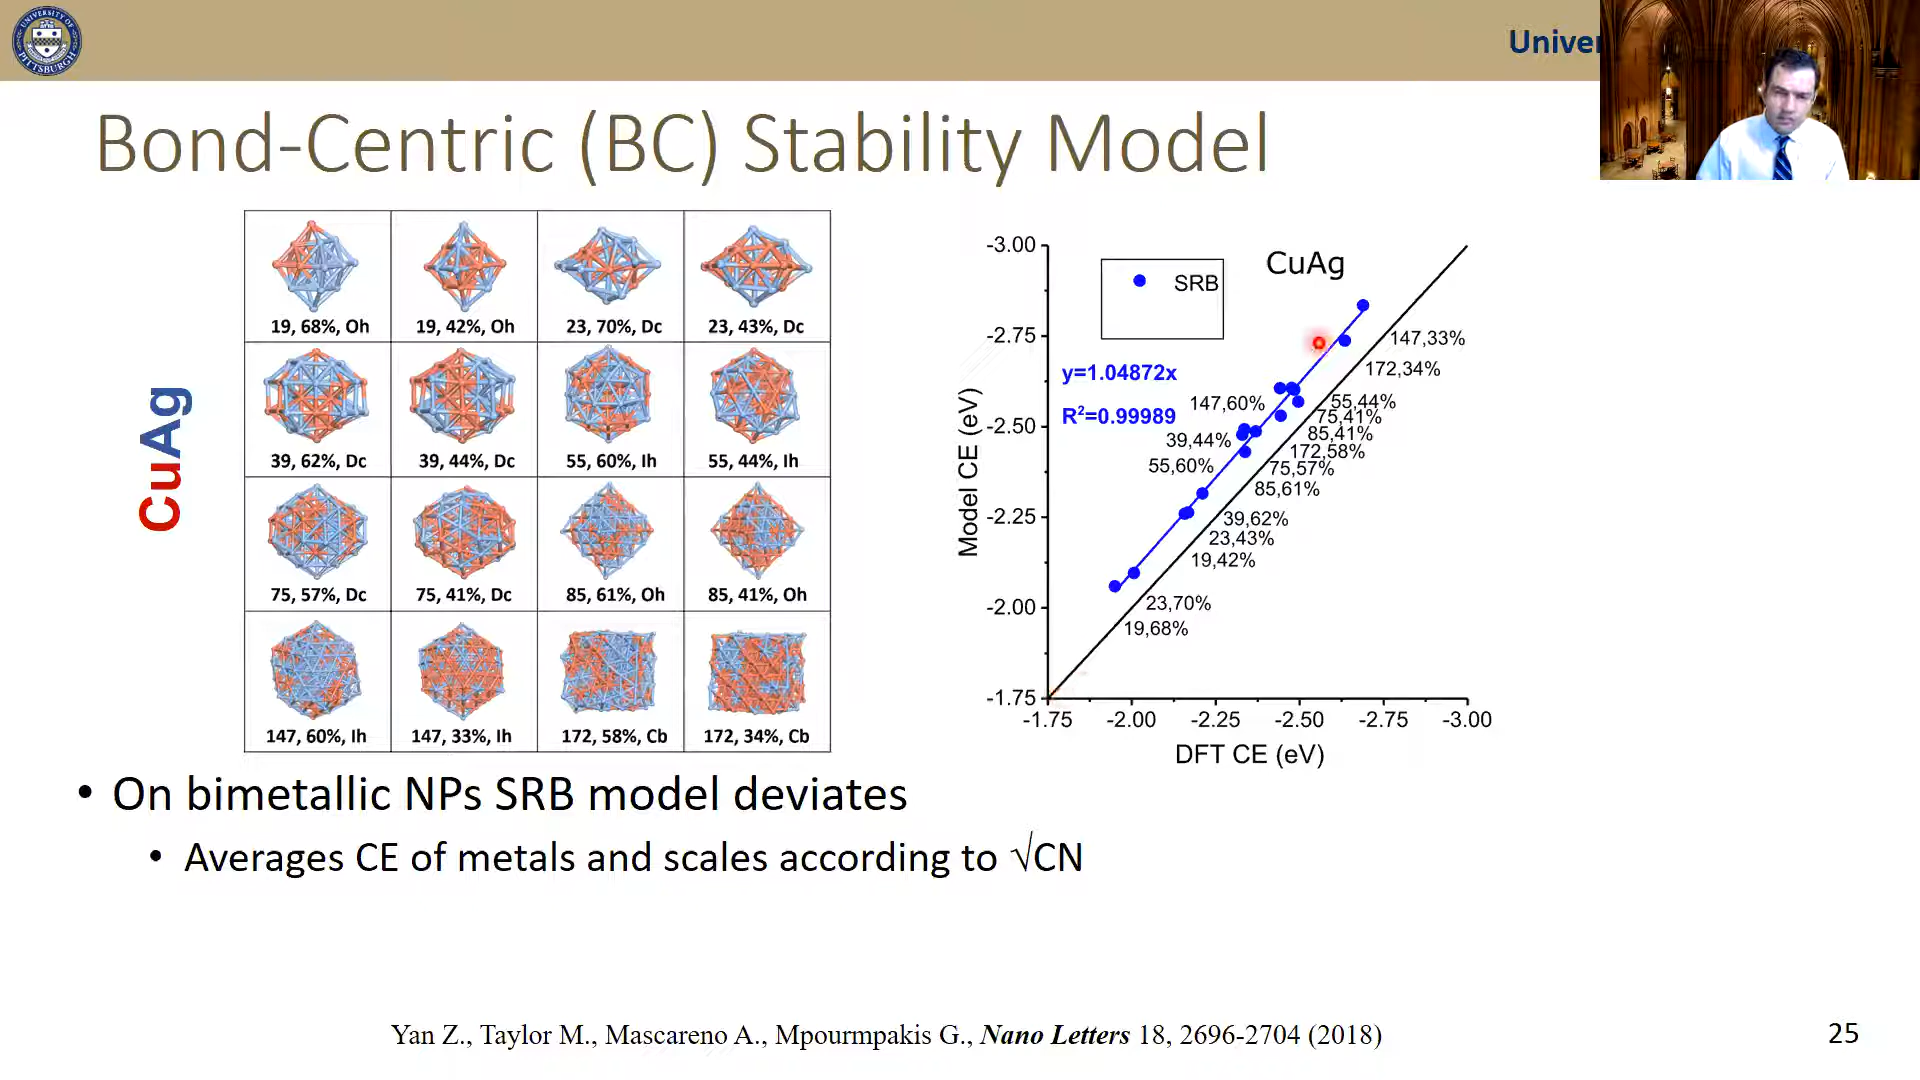 Univer
UNIVERSITY OF
PITTSBURGH
Bond-Centric (BC) Stability Model
CuAg
19, 68%, Oh
19, 42%, Oh
23, 70%, Dc
23, 43%, Dc
39, 62%, Dc
39, 44%, Dc
55, 60%, Ih
55, 44%, Ih
75, 57%, Dc
75, 41%, Dc
85, 61%, Oh
85, 41%, Oh
147, 60%, Ih
147, 33%, Ih
172, 58%, Cb
172, 34%, Cb
CuAg
SRB
y=1.04872x
R²=0.99989
Model CE (eV)
-3.00
-2.75
-2.50
-2.25
-2.00
-1.75
147,33%
172,34%
147,60%
55,44%
75,41%
39,44%
85,41%
172,58%
55,60%
75,57%
85,61%
39,62%
23,43%
19,42%
23,70%
19,68%
-1.75
-2.00
-2.25
-2.50
-2.75
-3.00
DFT CE (eV)
• On bimetallic NPs SRB model deviates
• Averages CE of metals and scales according to √CN
Yan Z., Taylor M., Mascareno A., Mpourmpakis G., Nano Letters 18, 2696-2704 (2018)
25